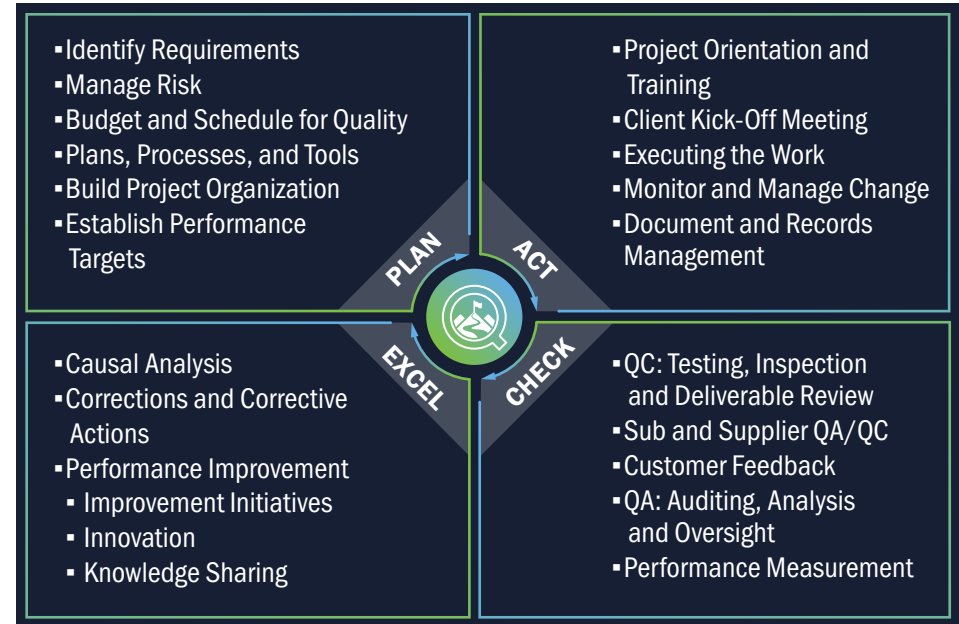 ▪Identify Requirements
▪Manage Risk
▪Budget and Schedule for Quality
▪Plans, Processes, and Tools
▪Build Project Organization
▪Establish Performance
Targets
▪Project Orientation and
Training
▪Client Kick-Off Meeting
▪Executing the Work
▪Monitor and Manage Change
▪Document and Records
Management
PLAN
ACT
EXCEL
CHECK
▪Causal Analysis
▪Corrections and Corrective
Actions
▪Performance Improvement
▪ Improvement Initiatives
▪ Innovation
▪ Knowledge Sharing
▪QC: Testing, Inspection
and Deliverable Review
▪Sub and Supplier QA/QC
▪Customer Feedback
▪QA: Auditing, Analysis
and Oversight
▪Performance Measurement